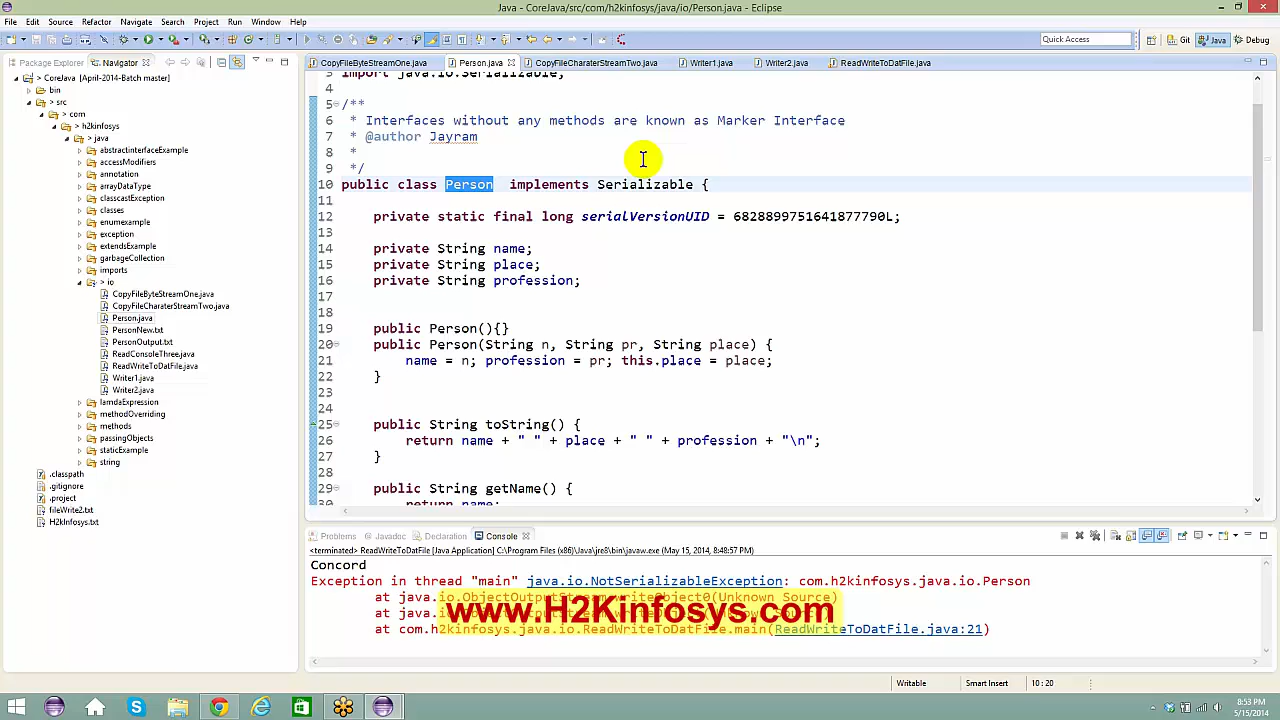 Java - CoreJava/src/com/h2kinfosys/java/io/Person.java - Eclipse
File Edit Source Refactor Navigate Search Project Run Window Help
Quick Access Git Java Debug
Package Explorer Navigator
CopyFileByteStreamOne.java Person.java CopyFileCharaterStreamTwo.java Writer1.java Writer2.java ReadWriteToDatFile.java
> CoreJava [April-2014-Batch master]
bin
> src
> com
> h2kinfosys
> java
abstractinterfaceExample
accessModifiers
annotation
arrayDataType
classcastException
classes
enumexample
exception
extendsExample
garbageCollection
imports
> io
CopyFileByteStreamOne.java
CopyFileCharaterStreamTwo.java
Person.java
PersonNew.txt
PersonOutput.txt
ReadConsoleThree.java
ReadWriteToDatFile.java
Writer1.java
Writer2.java
lamdaExpression
methodOverriding
methods
passingObjects
staticExample
string
.classpath
.gitignore
.project
fileWrite2.txt
H2kInfosys.txt
3 import java.io.Serializable;
4
5 /**
6 * Interfaces without any methods are known as Marker Interface
7 * @author Jayram
8 *
9 */
10 public class Person implements Serializable {
11
12 private static final long serialVersionUID = 6828899751641877790L;
13
14 private String name;
15 private String place;
16 private String profession;
17
18
19 public Person(){}
20 public Person(String n, String pr, String place) {
21 name = n; profession = pr; this.place = place;
22 }
23
24
25 public String toString() {
26 return name + " " + place + " " + profession + "\n";
27 }
28
29 public String getName() {
30 return name;
Problems Javadoc Declaration Console
<terminated> ReadWriteToDatFile [Java Application] C:\Program Files (x86)\Java\jre8\bin\javaw.exe (May 15, 2014, 8:48:57 PM)
Concord
Exception in thread "main" java.io.NotSerializableException: com.h2kinfosys.java.io.Person
at java.io.ObjectOutputStream.writeObject0(Unknown Source)
at java.io
at com.h2kinfosys.java.io.ReadWriteToDatFile.main(ReadWriteToDatFile.java:21)
www.H2Kinfosys.com
Writable Smart Insert 10 : 20
8:53 PM
5/15/2014